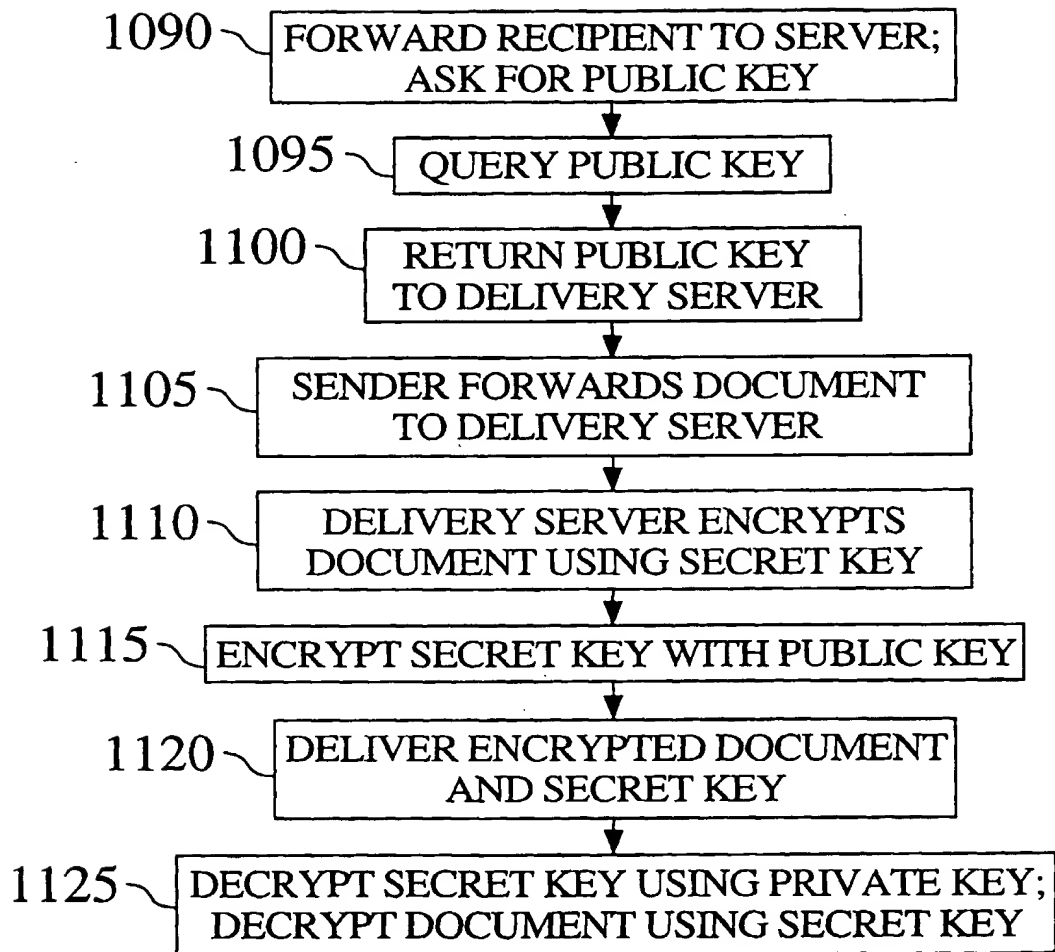 1090
FORWARD RECIPIENT TO SERVER;
ASK FOR PUBLIC KEY
1095
QUERY PUBLIC KEY
1100
RETURN PUBLIC KEY
TO DELIVERY SERVER
1105
SENDER FORWARDS DOCUMENT
TO DELIVERY SERVER
1110
DELIVERY SERVER ENCRYPTS
DOCUMENT USING SECRET KEY
1115
ENCRYPT SECRET KEY WITH PUBLIC KEY
1120
DELIVER ENCRYPTED DOCUMENT
AND SECRET KEY
1125
DECRYPT SECRET KEY USING PRIVATE KEY;
DECRYPT DOCUMENT USING SECRET KEY